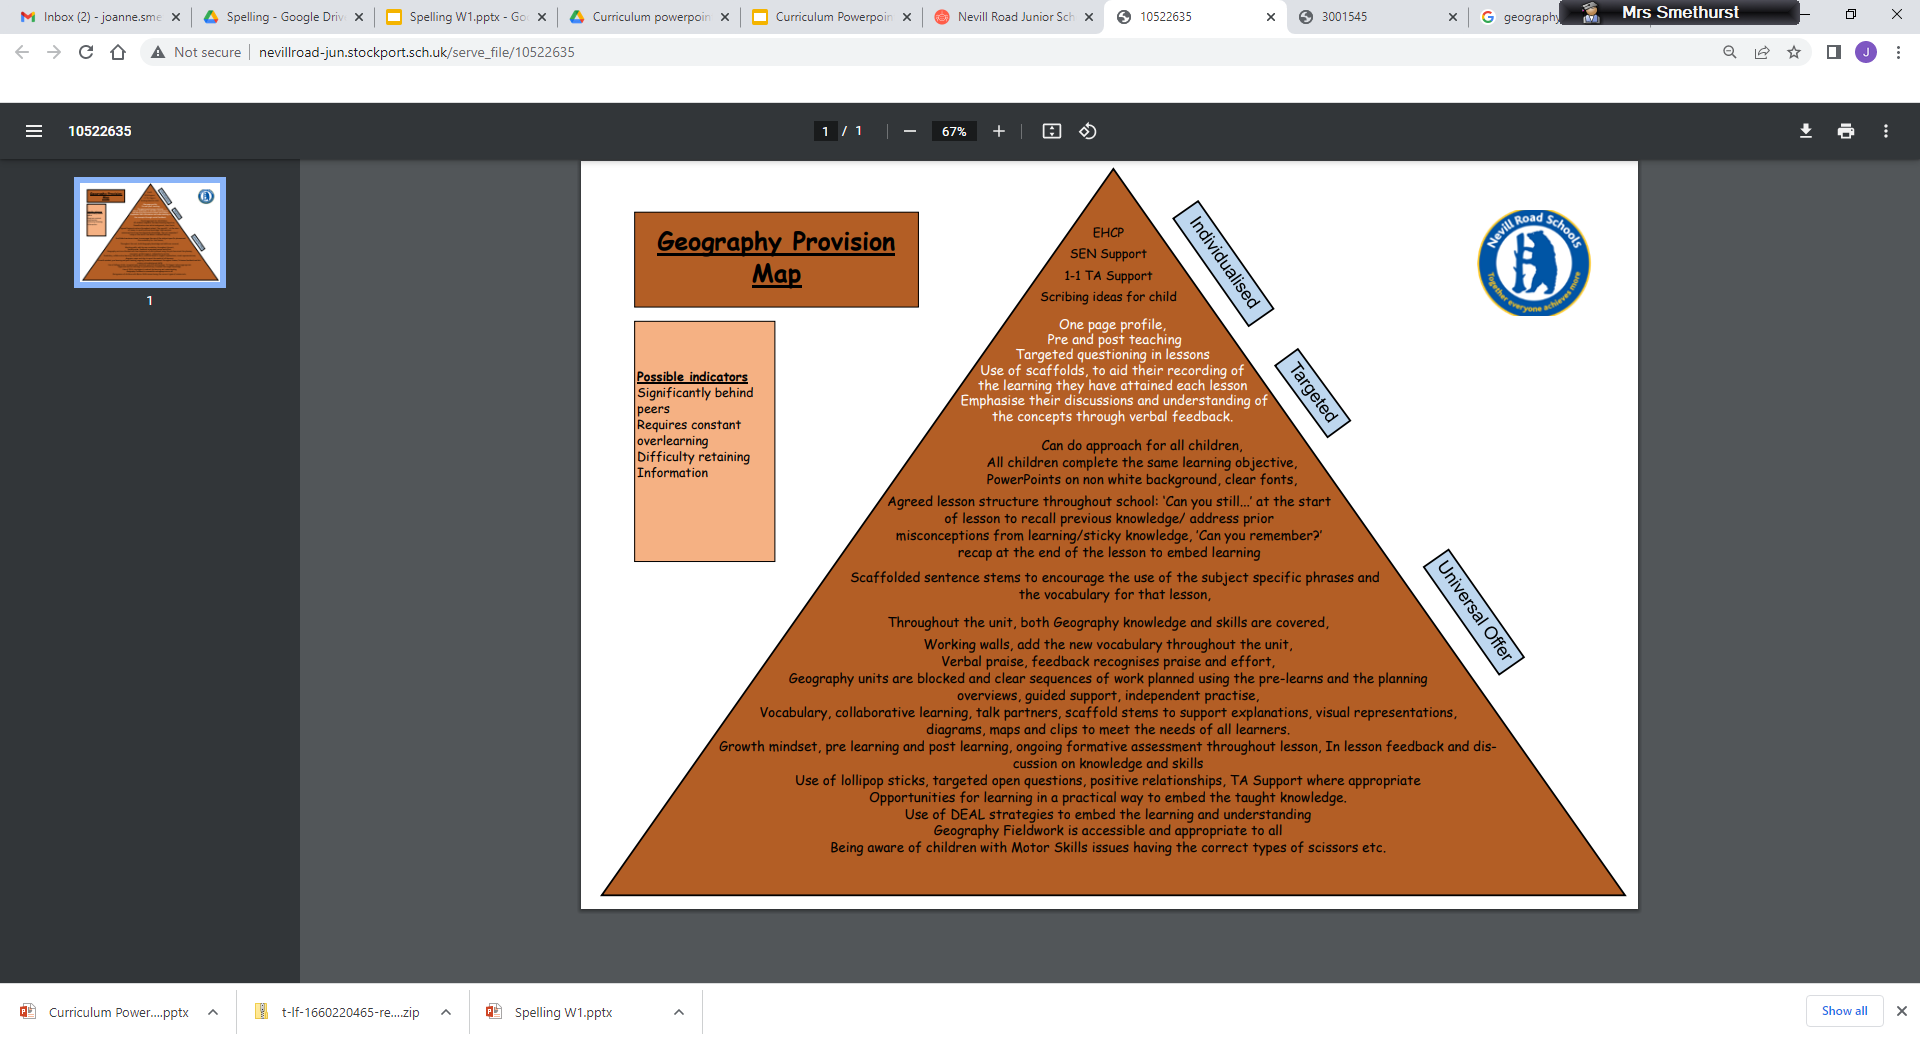 Inbox (2) - joanne.sme
Spelling - Google Driv
Spelling W1.pptx - Go
Curriculum powerpoin
Curriculum Powerpoin
Nevill Road Junior Sch
10522635
3001545
geography
Mrs Smethurst
Not secure
nevillroad-jun.stockport.sch.uk/serve_file/10522635
J
10522635
1 / 1
67%
1
Geography Provision
Map
Possible indicators
Significantly behind
peers
Requires constant
overlearning
Difficulty retaining
Information
EHCP
SEN Support
1-1 TA Support
Scribing ideas for child
One page profile,
Pre and post teaching
Targeted questioning in lessons
Use of scaffolds, to aid their recording of
the learning they have attained each lesson
Emphasise their discussions and understanding of
the concepts through verbal feedback.
Can do approach for all children,
All children complete the same learning objective,
PowerPoints on non white background, clear fonts,
Agreed lesson structure throughout school: ‘Can you still...’ at the start
of lesson to recall previous knowledge/ address prior
misconceptions from learning/sticky knowledge, ‘Can you remember?’
recap at the end of the lesson to embed learning
Scaffolded sentence stems to encourage the use of the subject specific phrases and
the vocabulary for that lesson,
Throughout the unit, both Geography knowledge and skills are covered,
Working walls, add the new vocabulary throughout the unit,
Verbal praise, feedback recognises praise and effort,
Geography units are blocked and clear sequences of work planned using the pre-learns and the planning
overviews, guided support, independent practise,
Vocabulary, collaborative learning, talk partners, scaffold stems to support explanations, visual representations,
diagrams, maps and clips to meet the needs of all learners.
Growth mindset, pre learning and post learning, ongoing formative assessment throughout lesson, In lesson feedback and dis-
cussion on knowledge and skills
Use of lollipop sticks, targeted open questions, positive relationships, TA Support where appropriate
Opportunities for learning in a practical way to embed the taught knowledge.
Use of DEAL strategies to embed the learning and understanding
Geography Fieldwork is accessible and appropriate to all
Being aware of children with Motor Skills issues having the correct types of scissors etc.
Individualised
Targeted
Universal Offer
Nevill Road Schools
Together everyone achieves more
Curriculum Power....pptx
t-lf-1660220465-re....zip
Spelling W1.pptx
Show all